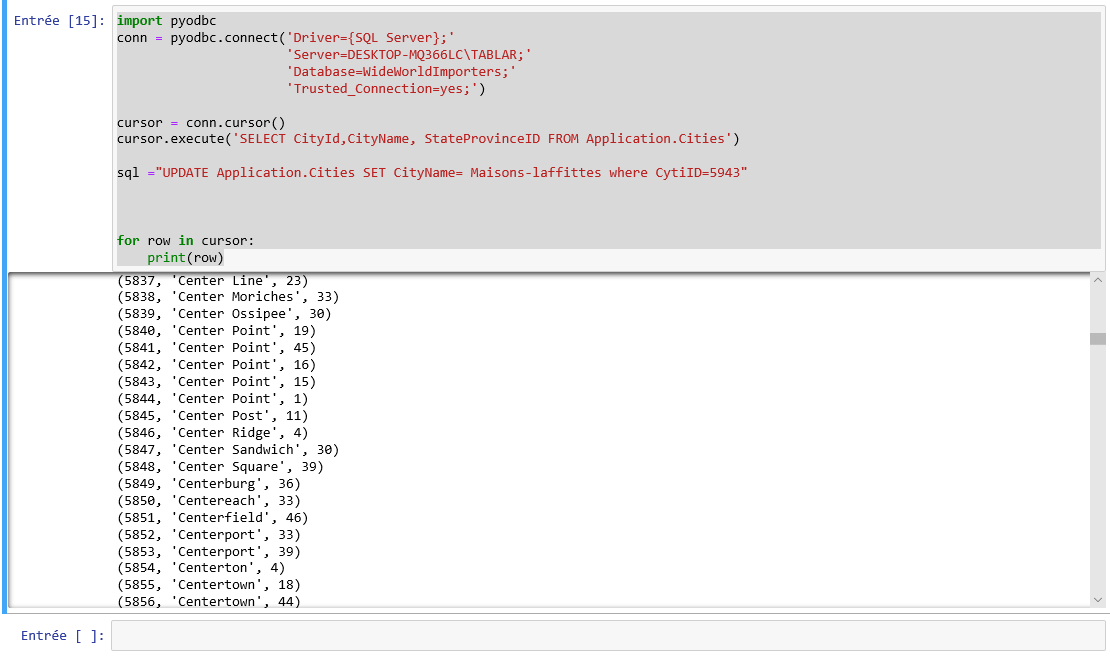 Entrée [15]: import pyodbc
conn = pyodbc.connect('Driver={SQL Server};'
'Server=DESKTOP-MQ366LC\TABLAR;'
'Database=WideWorldImporters;'
'Trusted_Connection=yes;')
cursor = conn.cursor()
cursor.execute('SELECT CityId,CityName, StateProvinceID FROM Application.Cities')
sql ="UPDATE Application.Cities SET CityName= Maisons-laffittes where CytiID=5943"
for row in cursor:
print(row)
(5837, 'Center Line', 23)
(5838, 'Center Moriches', 33)
(5839, 'Center Ossipee', 30)
(5840, 'Center Point', 19)
(5841, 'Center Point', 45)
(5842, 'Center Point', 16)
(5843, 'Center Point', 15)
(5844, 'Center Point', 1)
(5845, 'Center Post', 11)
(5846, 'Center Ridge', 4)
(5847, 'Center Sandwich', 30)
(5848, 'Center Square', 39)
(5849, 'Centerburg', 36)
(5850, 'Centereach', 33)
(5851, 'Centerfield', 46)
(5852, 'Centerport', 33)
(5853, 'Centerport', 39)
(5854, 'Centerton', 4)
(5855, 'Centertown', 18)
(5856, 'Centertown', 44)
Entrée [ ]: